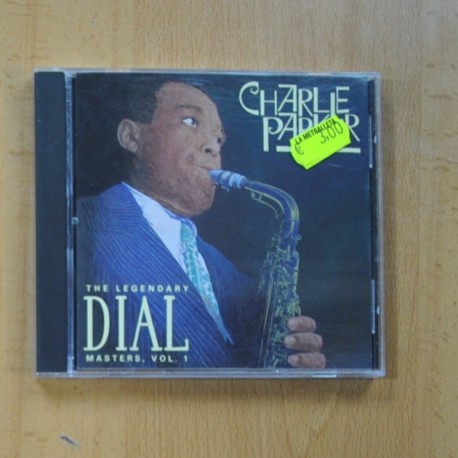 CHARLIE
PARKER
LA METRALLETA
€ 3,00
THE LEGENDARY
DIAL
MASTERS, VOL. 1